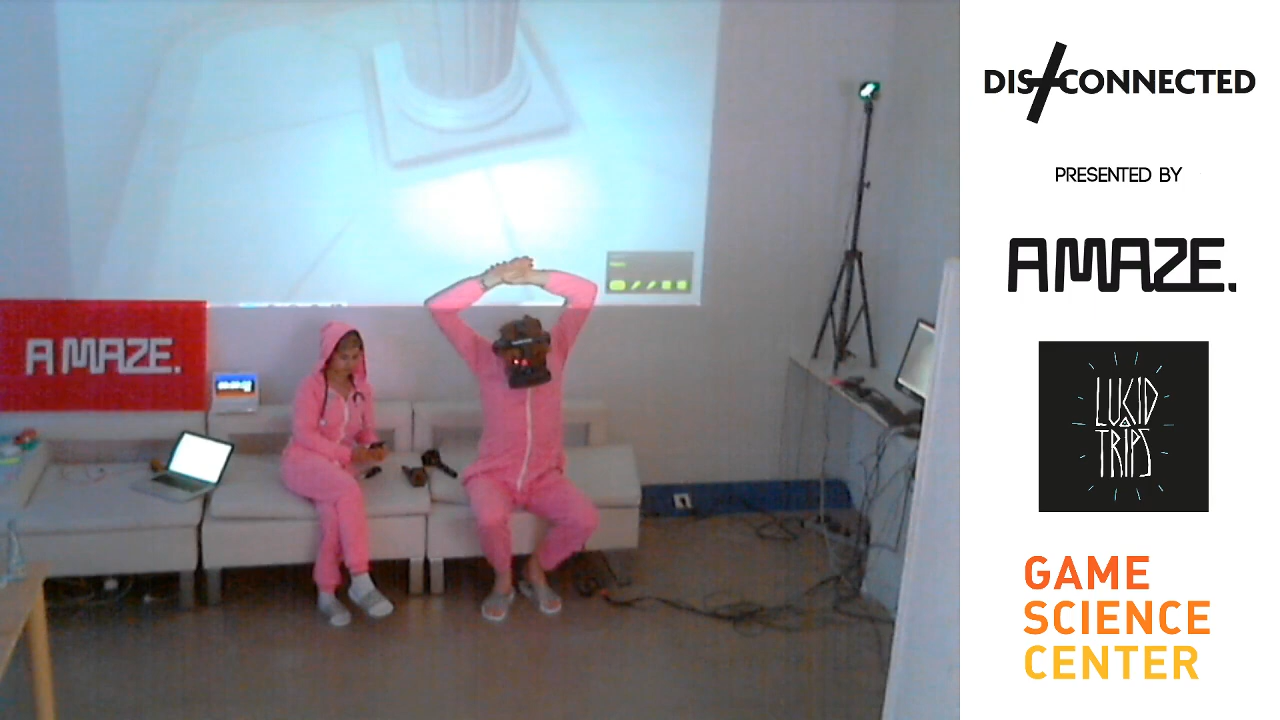 A MAZE.
DIS/CONNECTED
PRESENTED BY
A MAZE.
LUCID
TRIPS
GAME
SCIENCE
CENTER